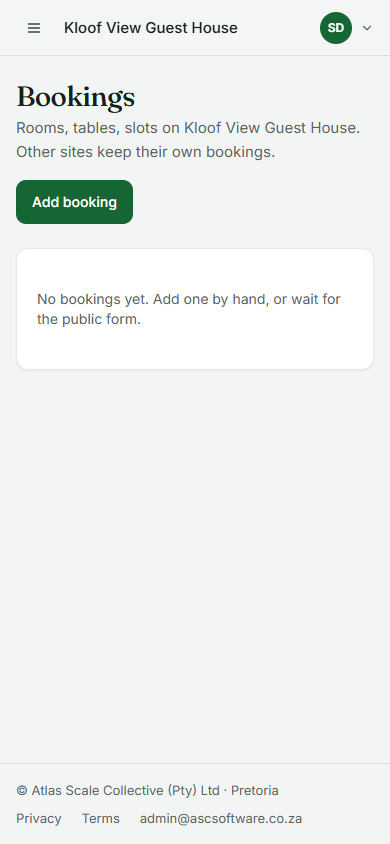 Kloof View Guest House
SD
Bookings
Rooms, tables, slots on Kloof View Guest House.
Other sites keep their own bookings.
Add booking
No bookings yet. Add one by hand, or wait for
the public form.
© Atlas Scale Collective (Pty) Ltd · Pretoria
Privacy Terms admin@ascsoftware.co.za